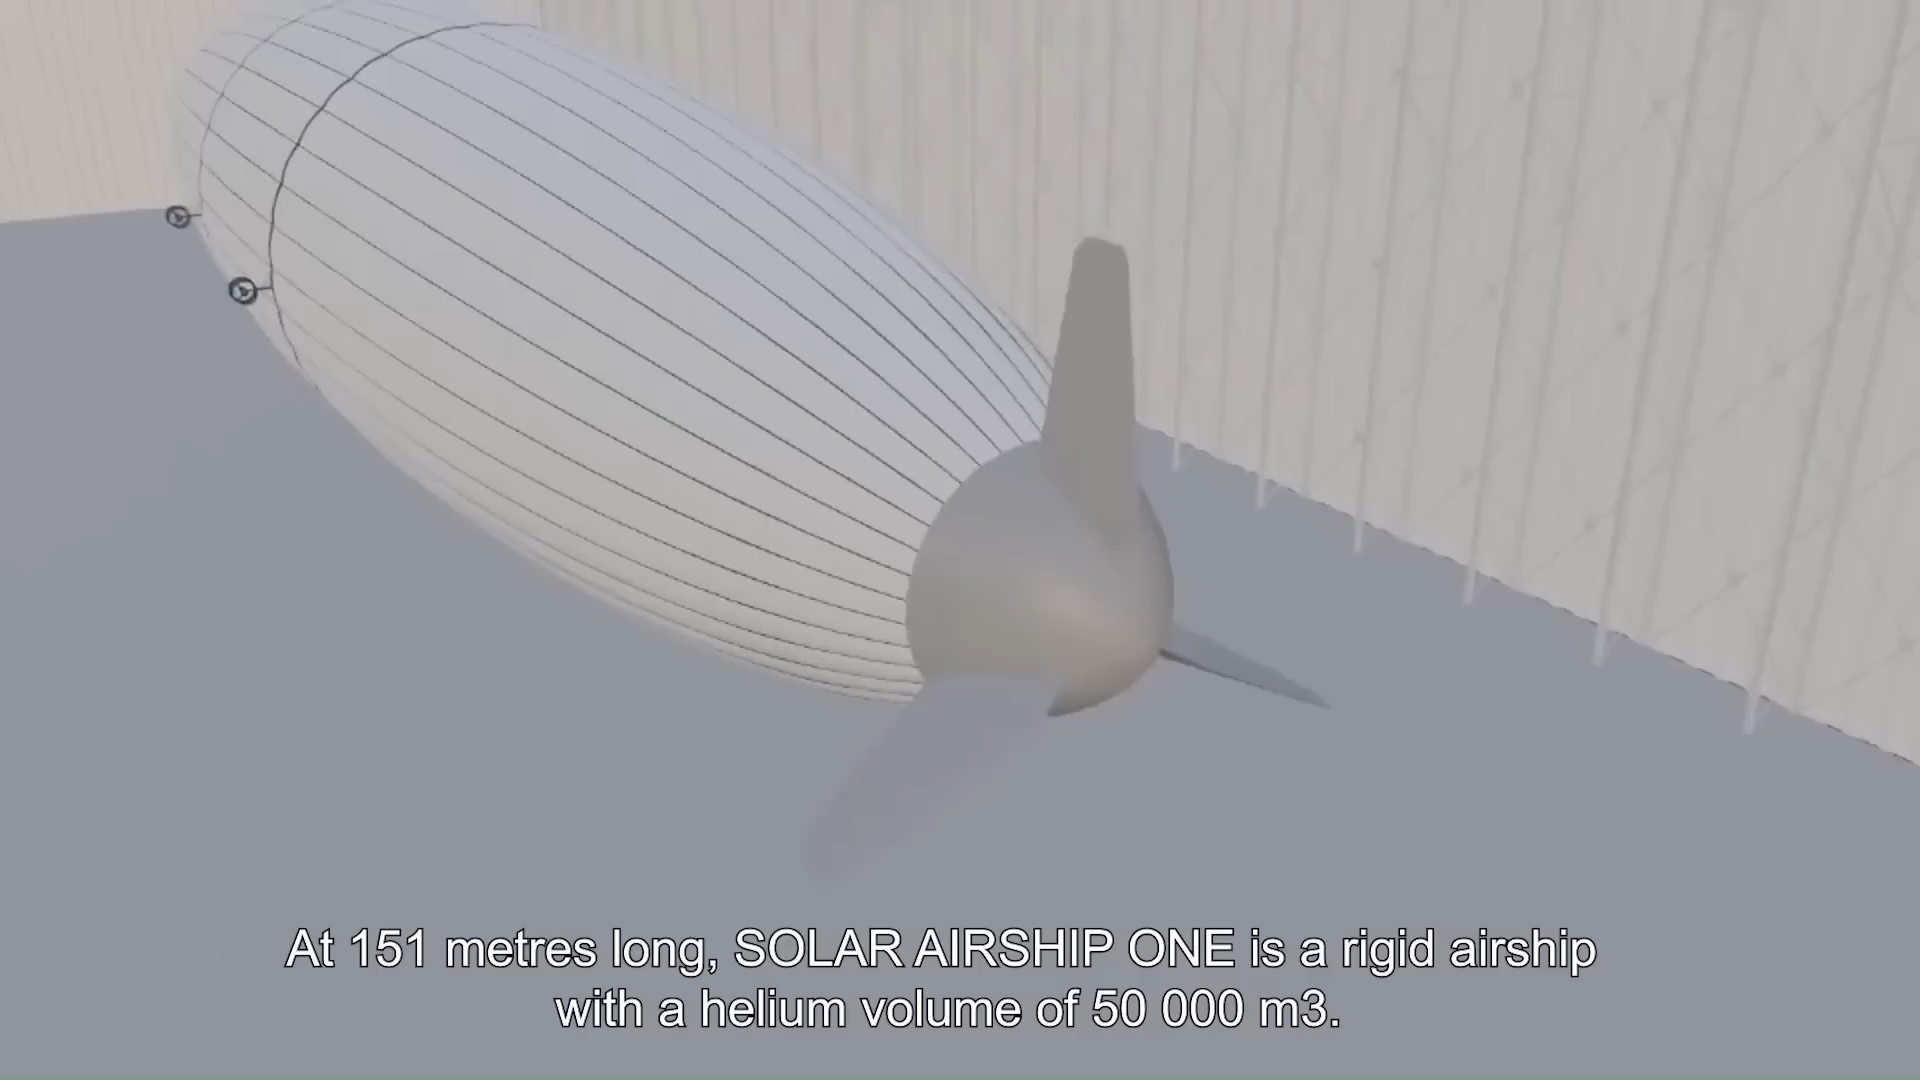 At 151 metres long, SOLAR AIRSHIP ONE is a rigid airship
with a helium volume of 50 000 m3.